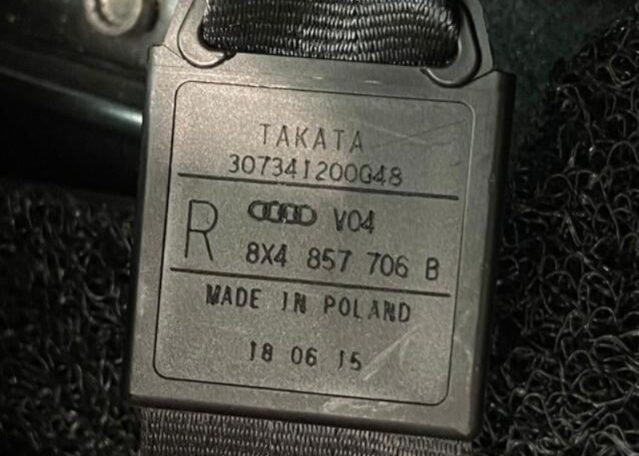 TAKATA
307341200G48
R V04
8X4 857 706 B
MADE IN POLAND
18 06 15